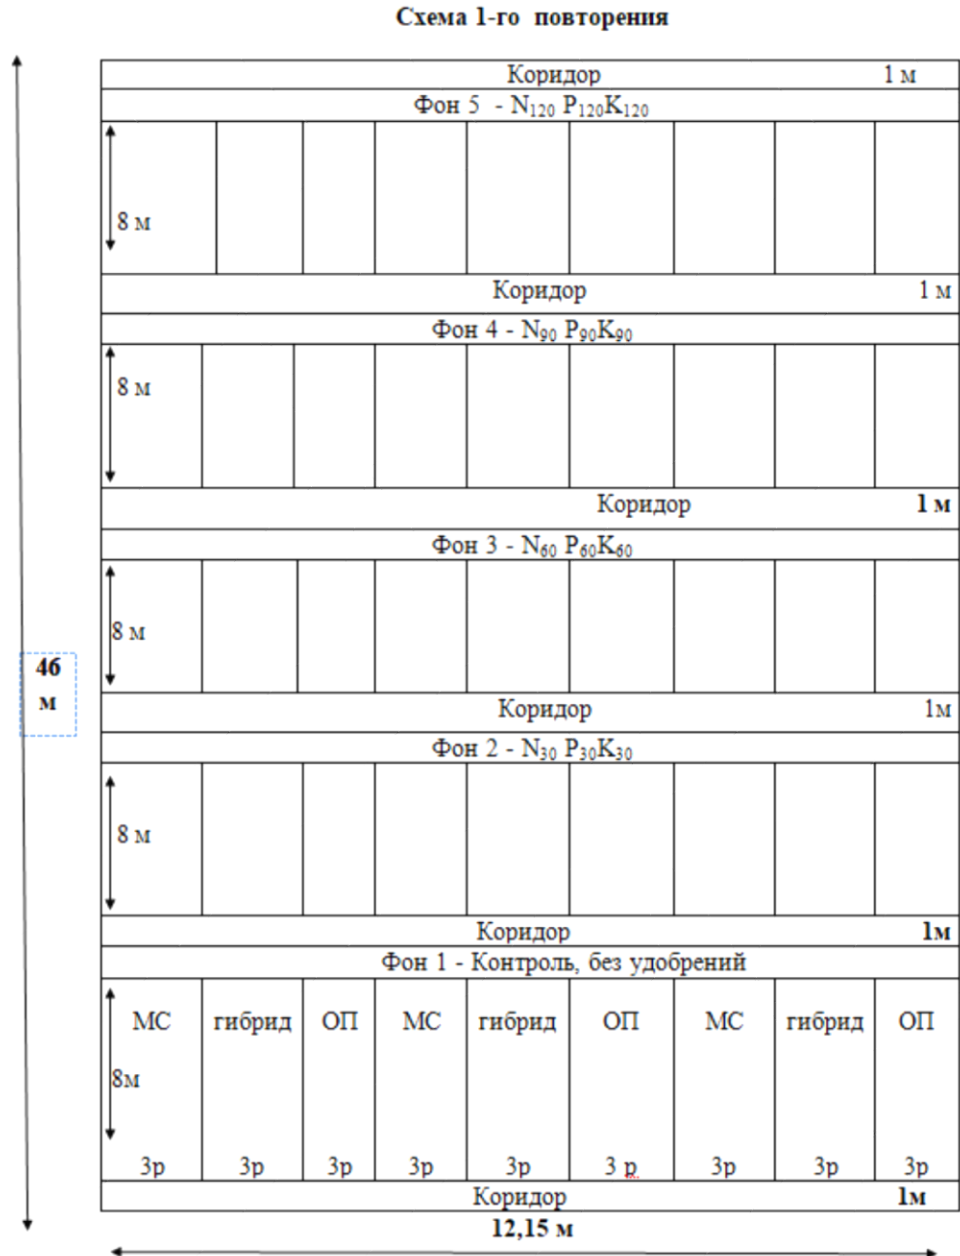 Схема 1-го повторения
Коридор 1 м
Фон 5 - N₁₂₀ P₁₂₀K₁₂₀
8 м
Коридор 1 м
Фон 4 - N₉₀ P₉₀K₉₀
8 м
Коридор 1 м
Фон 3 - N₆₀ P₆₀K₆₀
8 м
46
м
Коридор 1м
Фон 2 - N₃₀ P₃₀K₃₀
8 м
Коридор 1м
Фон 1 - Контроль, без удобрений
МС гибрид ОП МС гибрид ОП МС гибрид ОП
8м
3р 3р 3р 3р 3р 3 р 3р 3р 3р
Коридор 1м
12,15 м